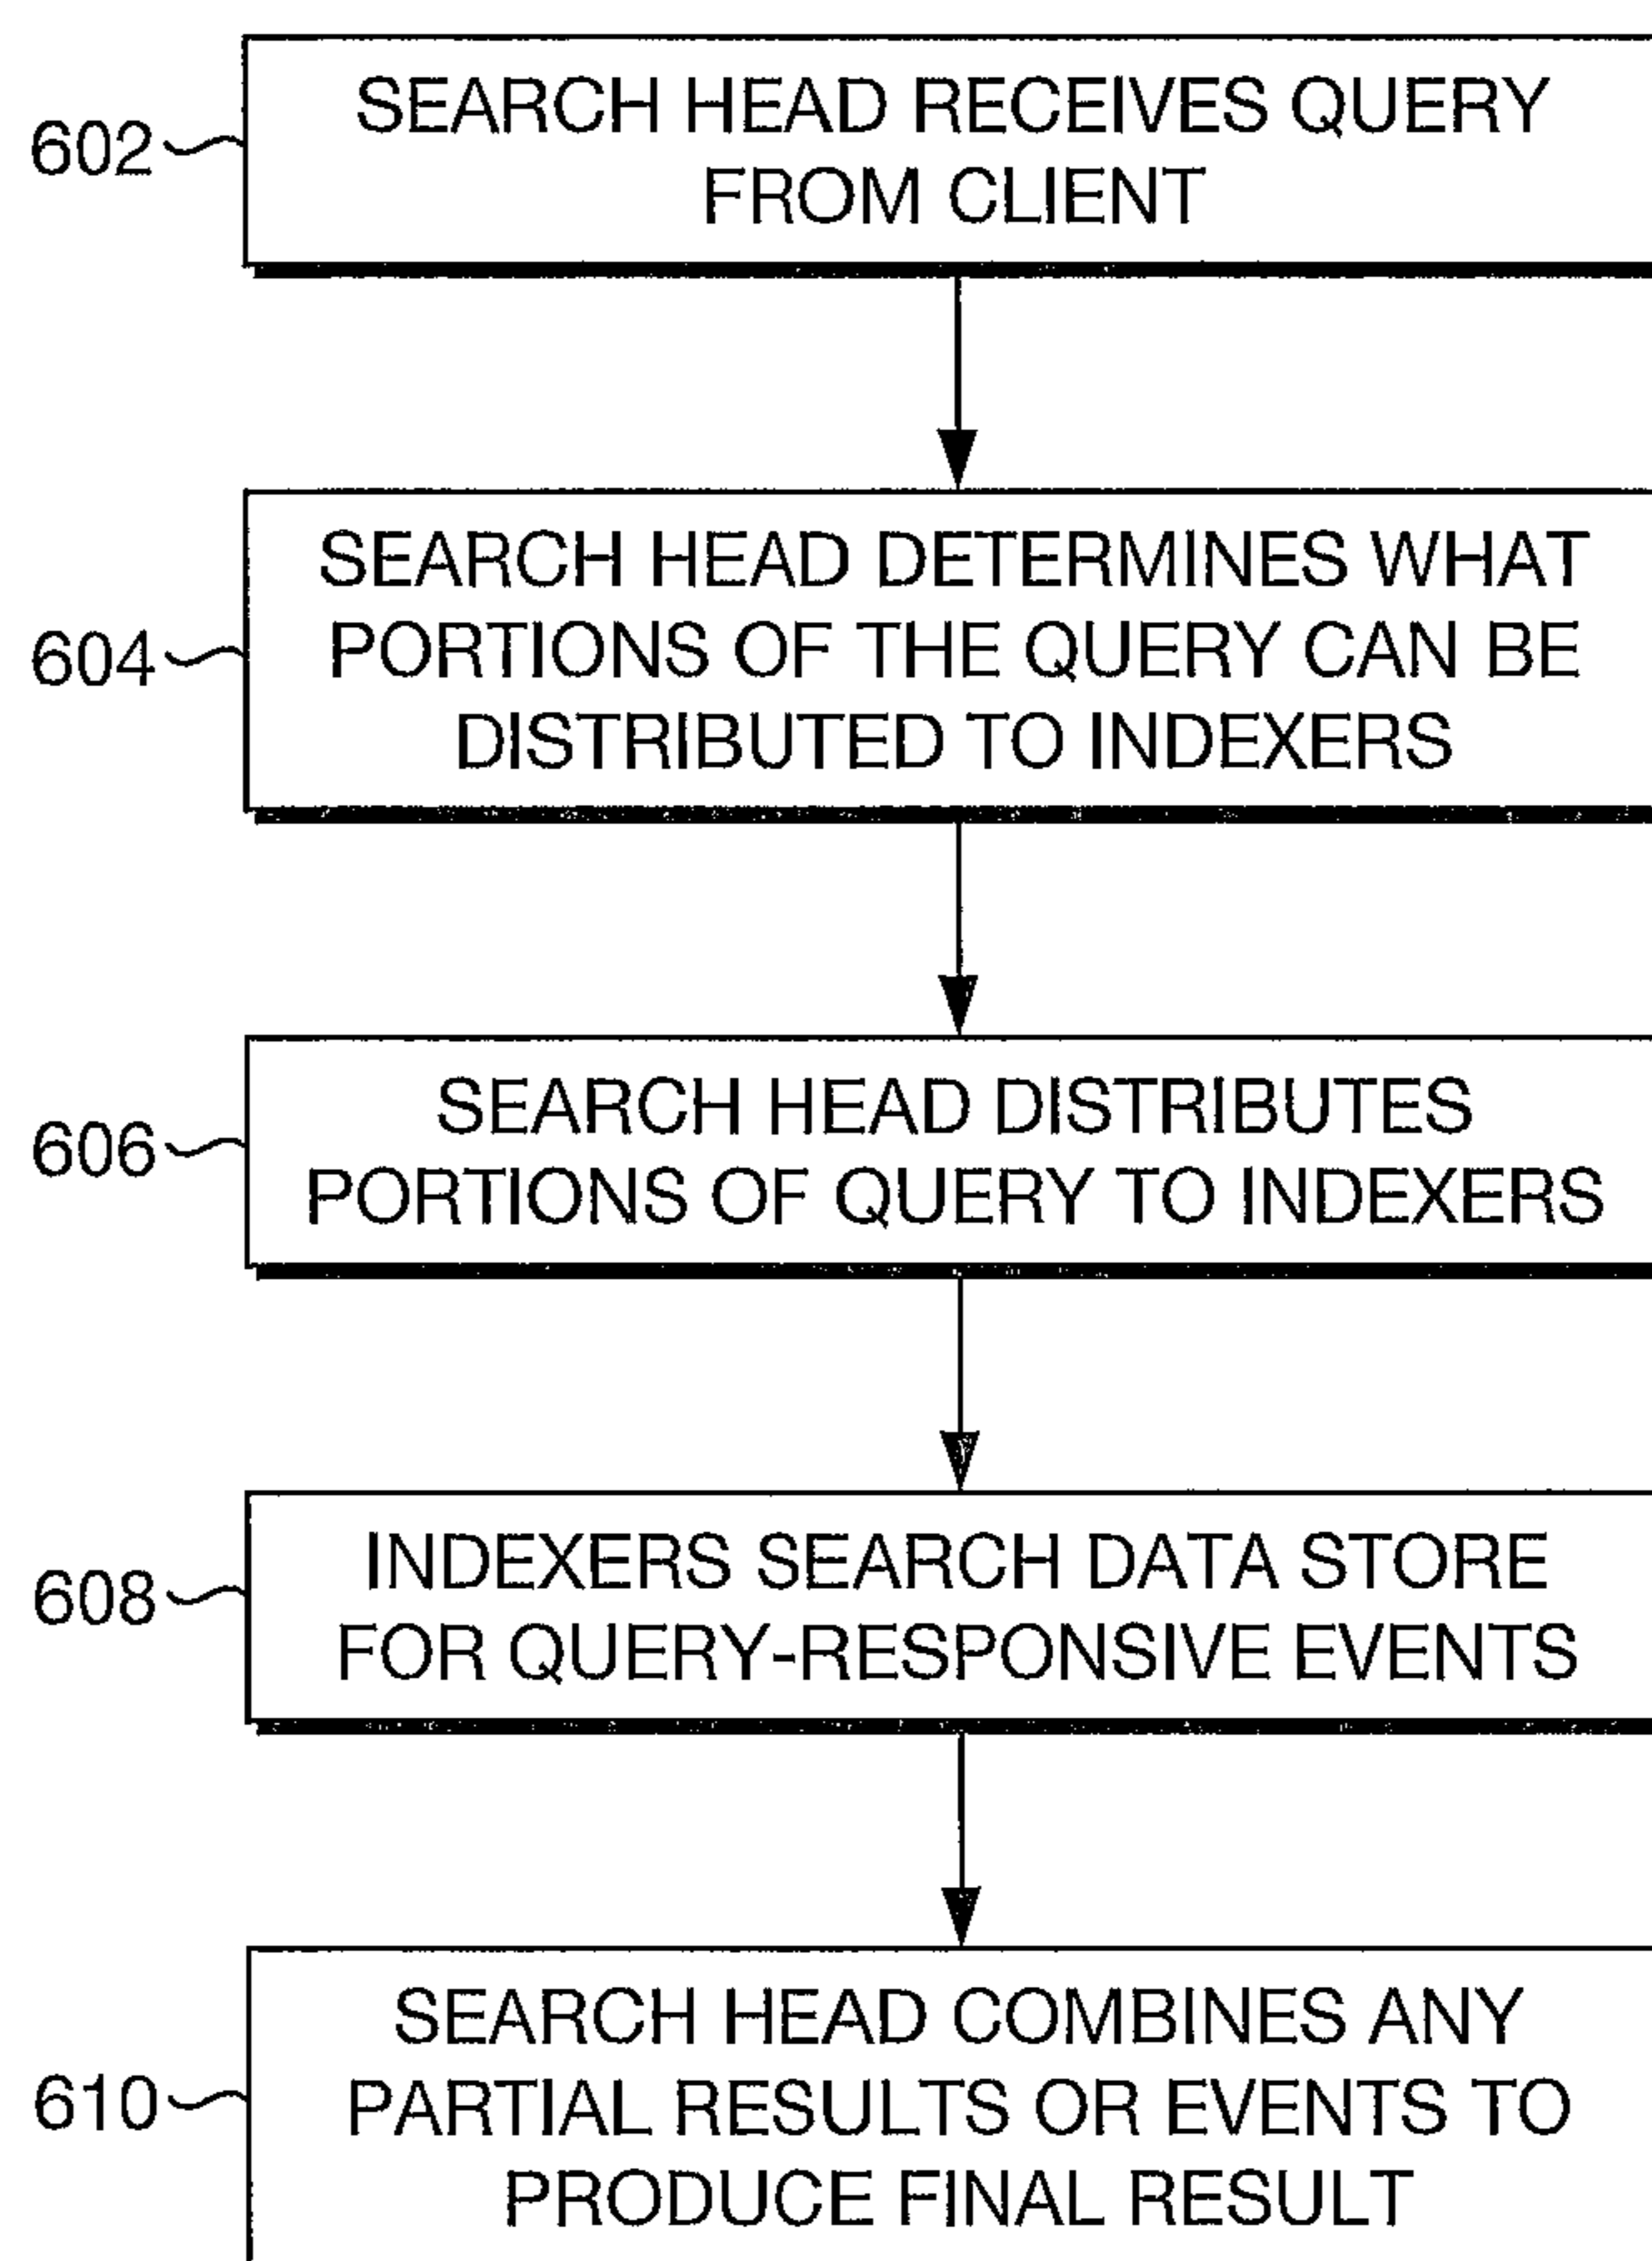 602
SEARCH HEAD RECEIVES QUERY
FROM CLIENT
604
SEARCH HEAD DETERMINES WHAT
PORTIONS OF THE QUERY CAN BE
DISTRIBUTED TO INDEXERS
606
SEARCH HEAD DISTRIBUTES
PORTIONS OF QUERY TO INDEXERS
608
INDEXERS SEARCH DATA STORE
FOR QUERY-RESPONSIVE EVENTS
610
SEARCH HEAD COMBINES ANY
PARTIAL RESULTS OR EVENTS TO
PRODUCE FINAL RESULT